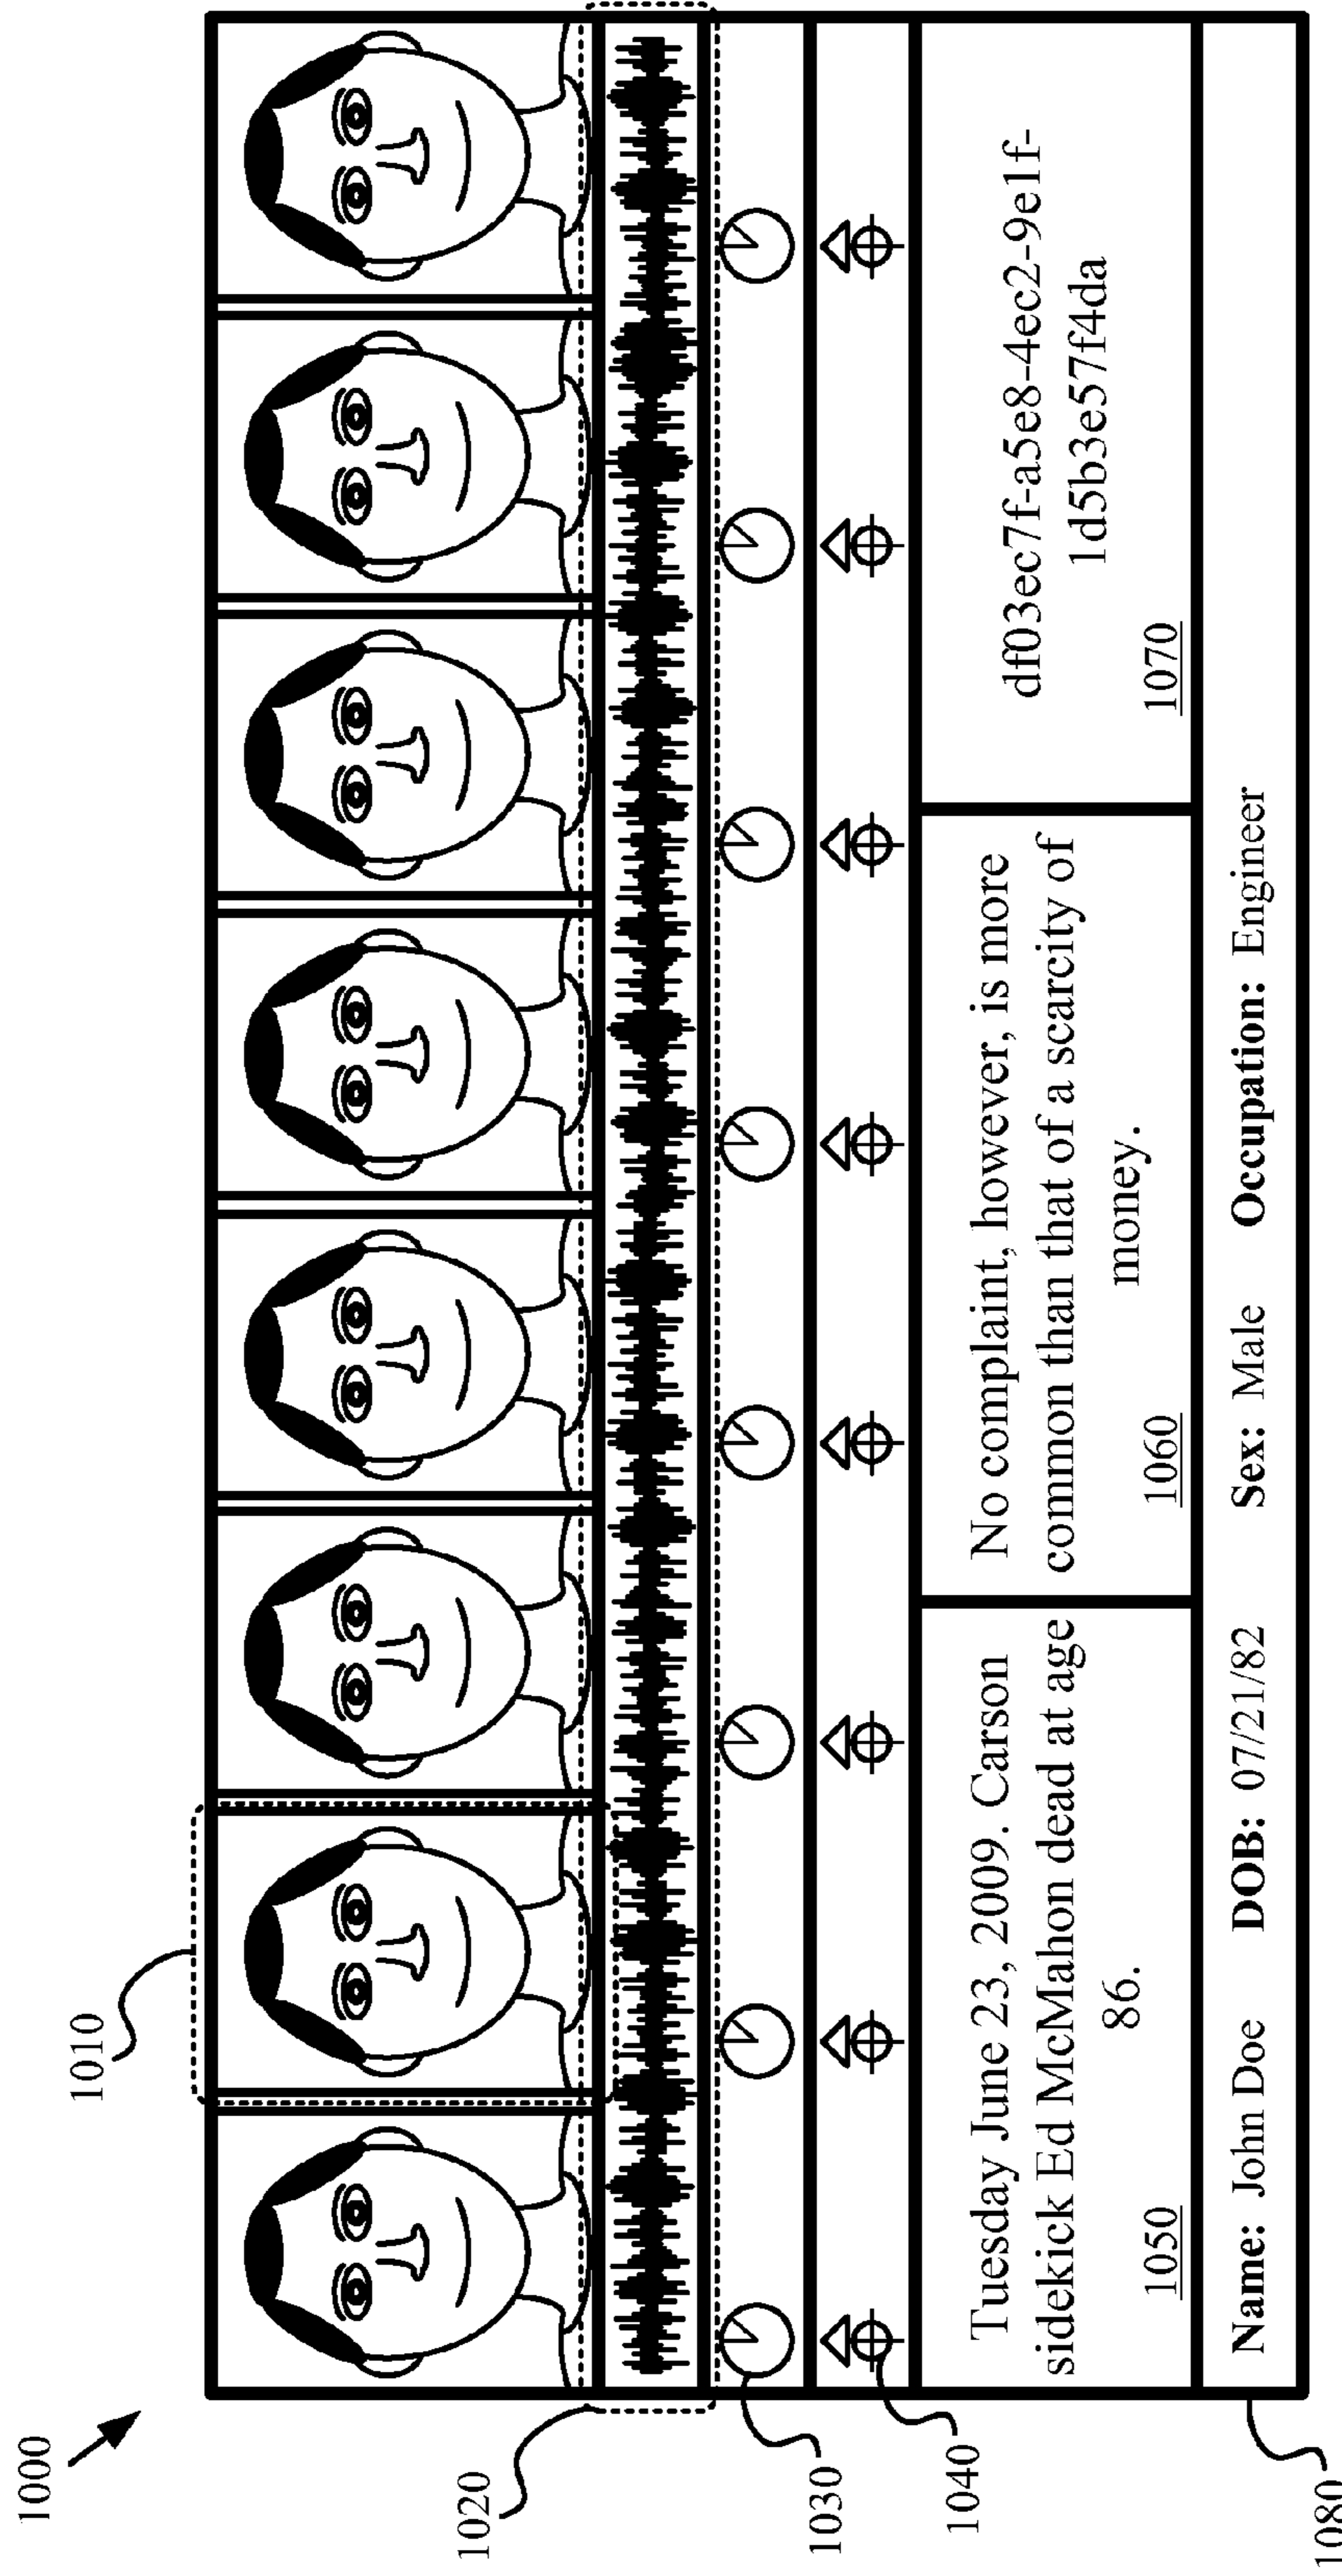 1000
1010
1020
1030
1040
Tuesday June 23, 2009. Carson
sidekick Ed McMahon dead at age
86.
1050
No complaint, however, is more
common than that of a scarcity of
money.
1060
df03ec7f-a5e8-4ec2-9e1f-
1d5b3e57f4da
1070
Name: John Doe DOB: 07/21/82 Sex: Male Occupation: Engineer
1080